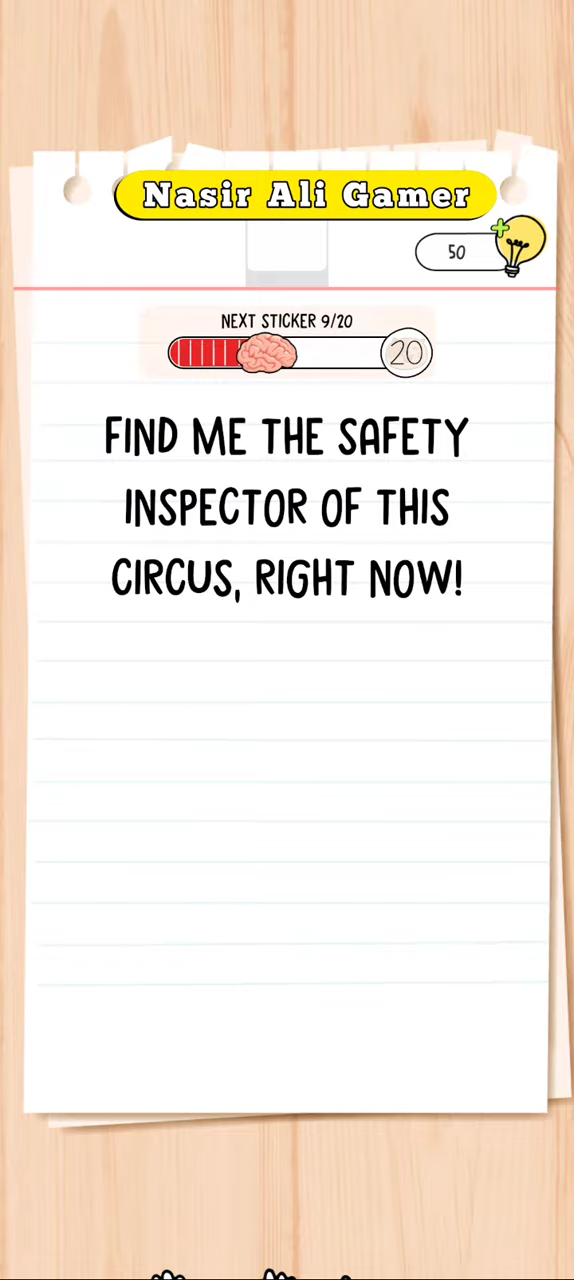 Nasir Ali Gamer
50
NEXT STICKER 9/20
20
FIND ME THE SAFETY
INSPECTOR OF THIS
CIRCUS, RIGHT NOW!